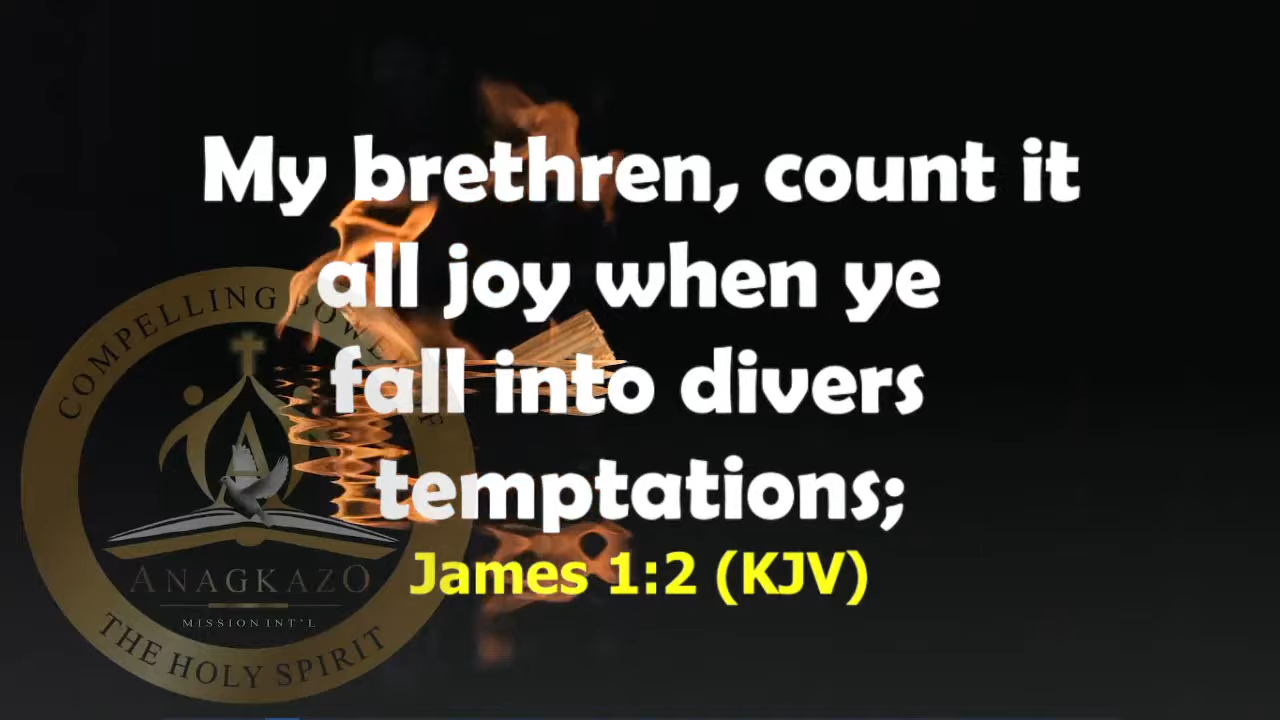 My brethren, count it
all joy when ye
fall into divers
temptations;
James 1:2 (KJV)
COMPELLING POWER OF
A
ANAGKAZO
MISSION INT'L
THE HOLY SPIRIT